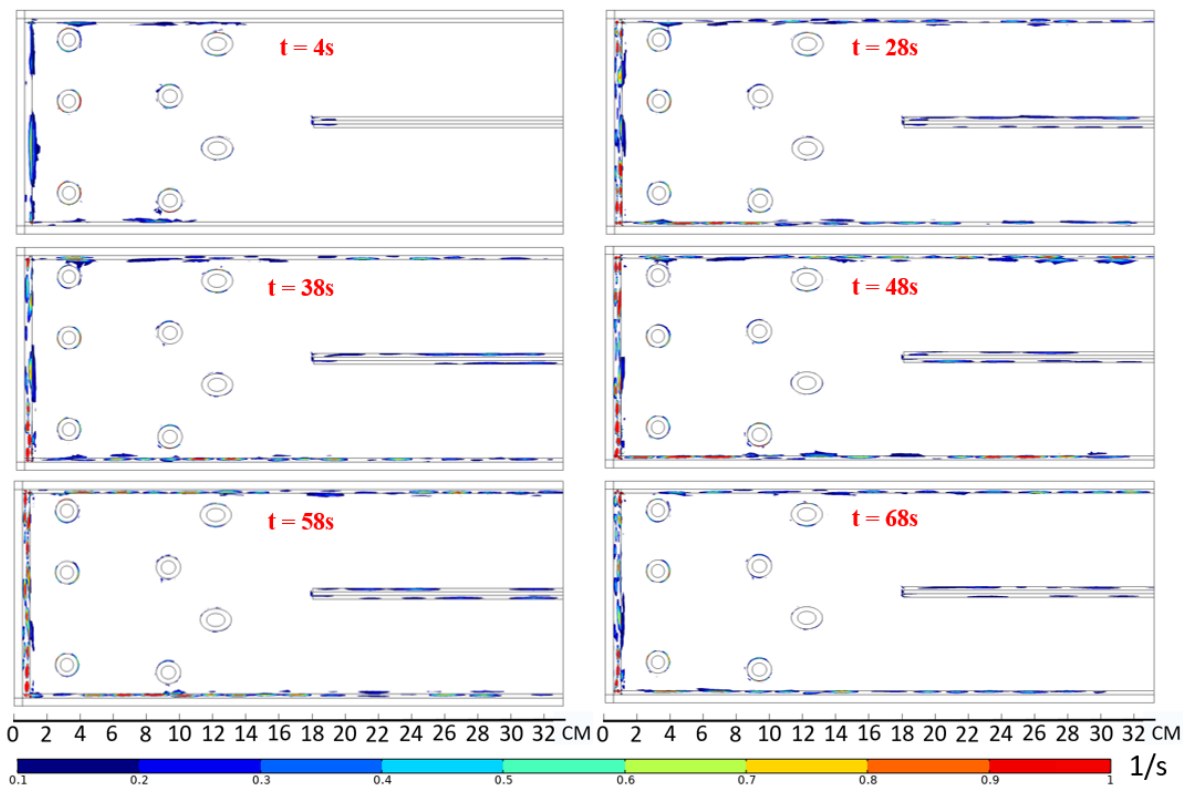 t = 4s
t = 28s
t = 38s
t = 48s
t = 58s
t = 68s
0 2 4 6 8 10 12 14 16 18 20 22 24 26 28 30 32 CM
0 2 4 6 8 10 12 14 16 18 20 22 24 26 28 30 32 CM
0.1 0.2 0.3 0.4 0.5 0.6 0.7 0.8 0.9 1 1/s